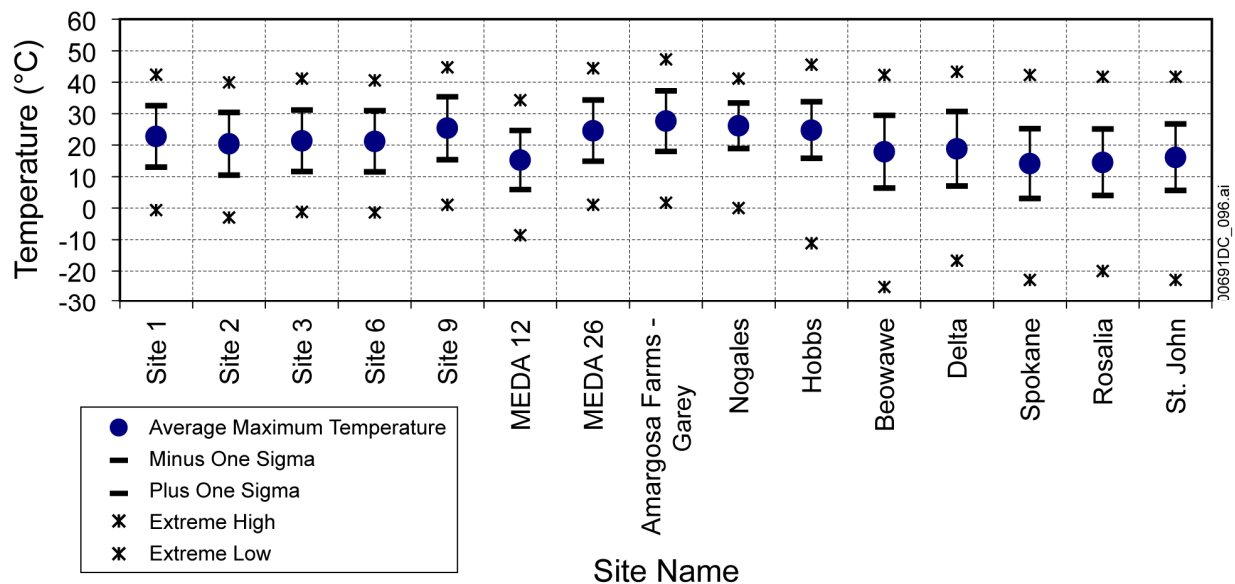 60
50
40
30
20
10
0
-10
-20
-30
Temperature (°C)
Site 1
Site 2
Site 3
Site 6
Site 9
MEDA 12
MEDA 26
Amargosa Farms -
Garey
Nogales
Hobbs
Beowawe
Delta
Spokane
Rosalia
St. John
00691DC_096.ai
Average Maximum Temperature
Minus One Sigma
Plus One Sigma
Extreme High
Extreme Low
Site Name